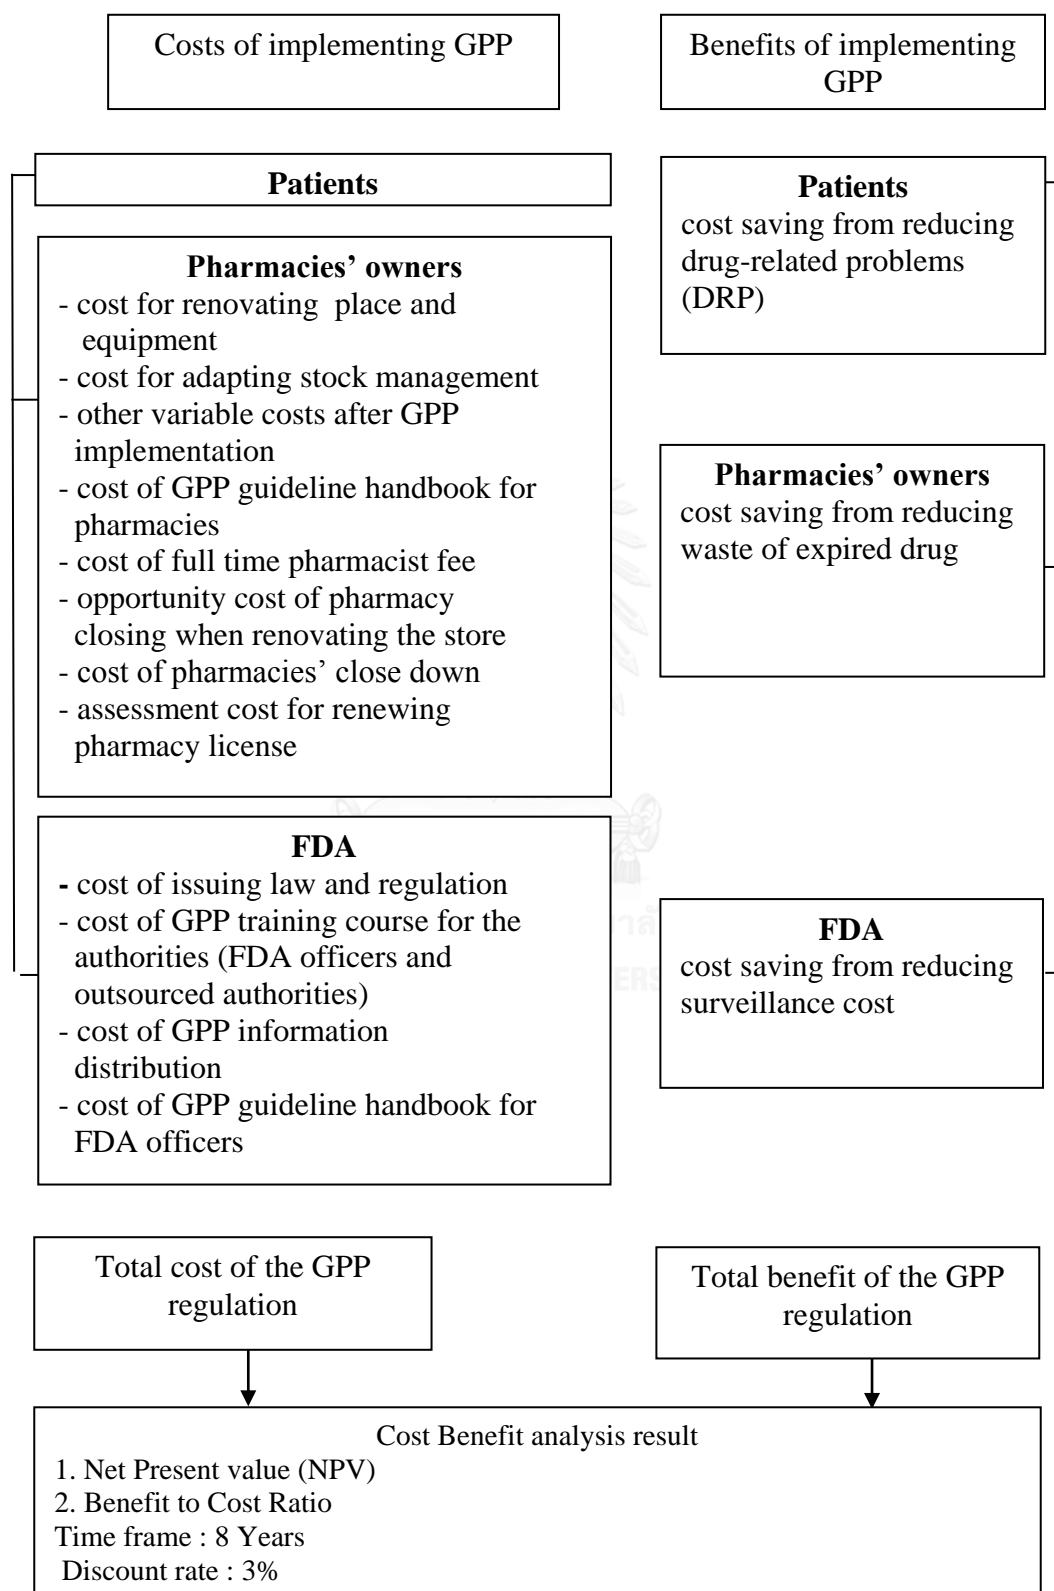 Costs of implementing GPP
Benefits of implementing
GPP
Patients
Pharmacies’ owners
- cost for renovating place and
equipment
- cost for adapting stock management
- other variable costs after GPP
implementation
- cost of GPP guideline handbook for
pharmacies
- cost of full time pharmacist fee
- opportunity cost of pharmacy
closing when renovating the store
- cost of pharmacies’ close down
- assessment cost for renewing
pharmacy license
FDA
- cost of issuing law and regulation
- cost of GPP training course for the
authorities (FDA officers and
outsourced authorities)
- cost of GPP information
distribution
- cost of GPP guideline handbook for
FDA officers
Patients
cost saving from reducing
drug-related problems
(DRP)
Pharmacies’ owners
cost saving from reducing
waste of expired drug
FDA
cost saving from reducing
surveillance cost
Total cost of the GPP
regulation
Total benefit of the GPP
regulation
Cost Benefit analysis result
1. Net Present value (NPV)
2. Benefit to Cost Ratio
Time frame : 8 Years
Discount rate : 3%